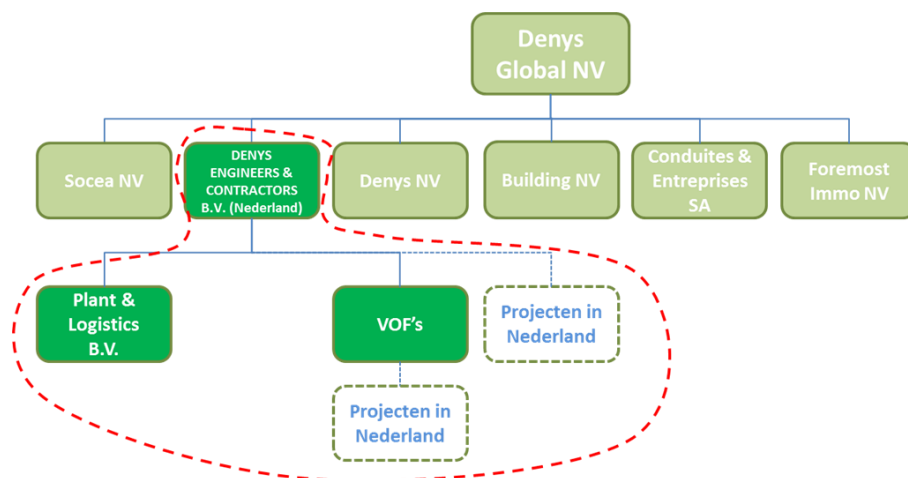 Denys
Global NV
Socea NV
DENYS
ENGINEERS &
CONTRACTORS
B.V. (Nederland)
Denys NV
Building NV
Conduites &
Entreprises
SA
Foremost
Immo NV
Plant &
Logistics
B.V.
VOF's
Projecten in
Nederland
Projecten in
Nederland